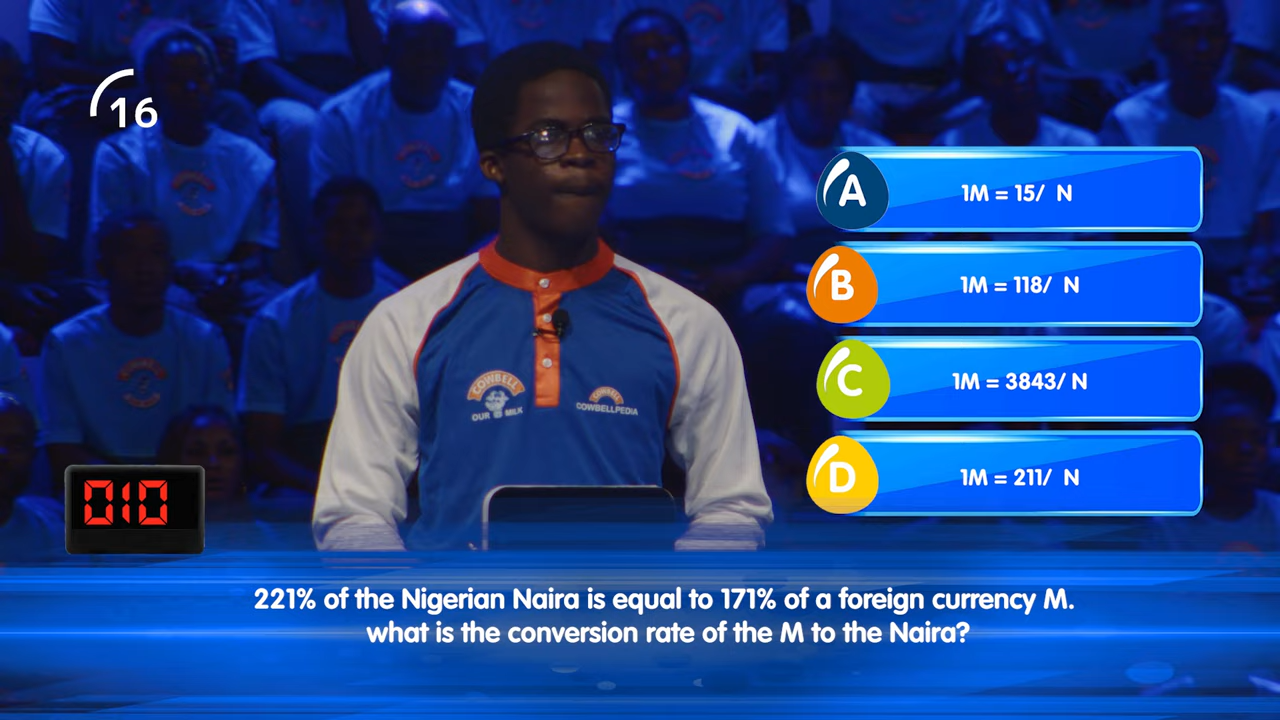 16
A
1M = 15/ N
B
1M = 118/ N
C
1M = 3843/ N
D
1M = 211/ N
COWBELL
OUR MILK
COWBELLPEDIA
010
221% of the Nigerian Naira is equal to 171% of a foreign currency M.
what is the conversion rate of the M to the Naira?